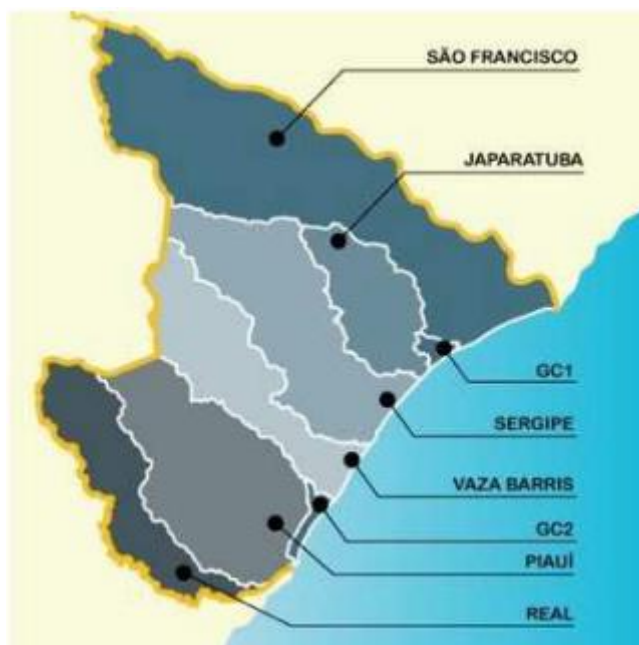 SÃO FRANCISCO
JAPARATUBA
GC1
SERGIPE
VAZA BARRIS
GC2
PIAUÍ
REAL